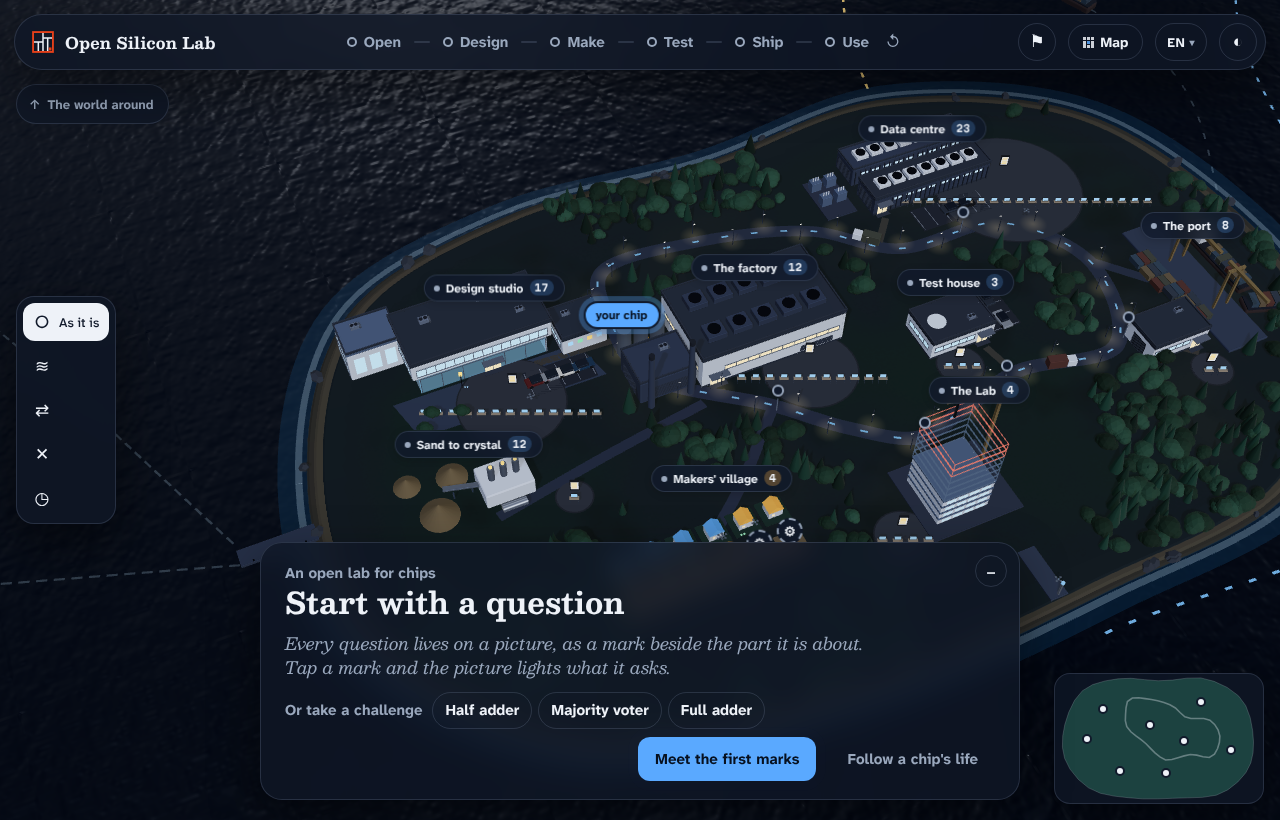 Open Silicon Lab
Open
Design
Make
Test
Ship
Use
Map
EN
The world around
Data centre 23
The port 8
The factory 12
Test house 3
Design studio 17
your chip
As it is
The Lab 4
Sand to crystal 12
Makers' village 4
An open lab for chips
Start with a question
Every question lives on a picture, as a mark beside the part it is about.
Tap a mark and the picture lights what it asks.
Or take a challenge
Half adder
Majority voter
Full adder
Meet the first marks
Follow a chip's life